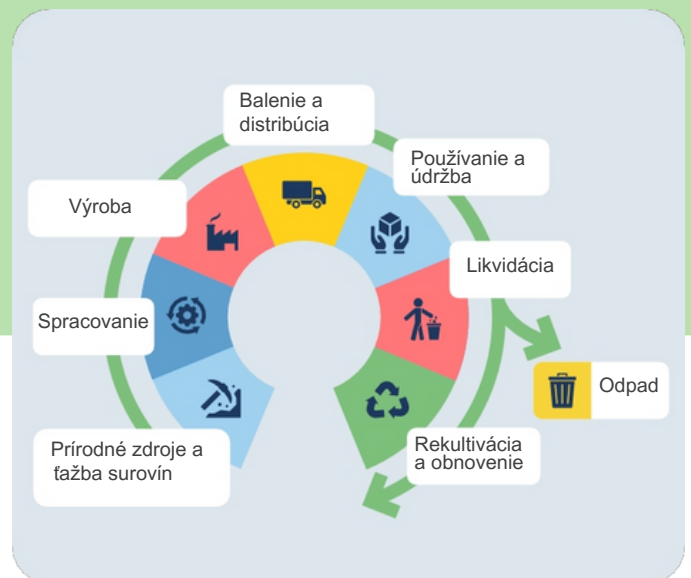 Balenie a
distribúcia
Používanie a
údržba
Výroba
Likvidácia
Spracovanie
Odpad
Prírodné zdroje a
ťažba surovín
Rekultivácia
a obnovenie